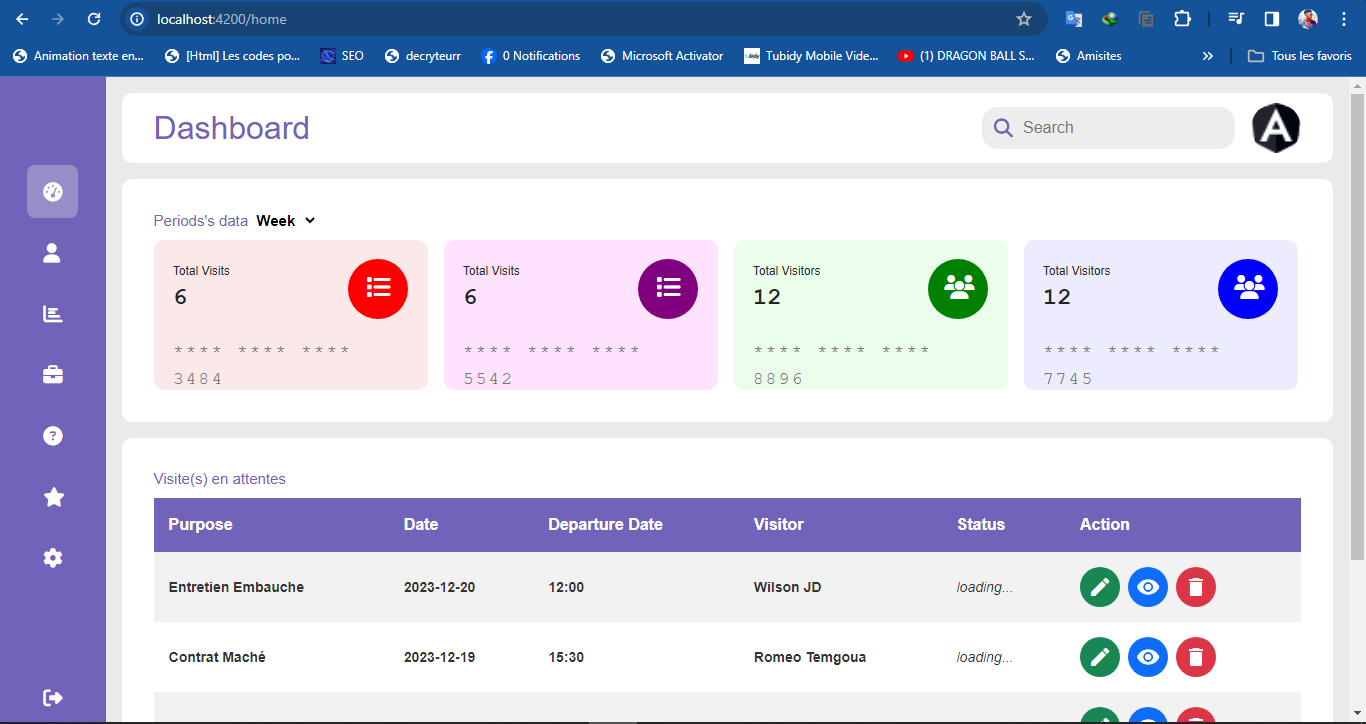 localhost:4200/home
Animation texte en... [Html] Les codes po... SEO decryteurr 0 Notifications Microsoft Activator Tubidy Mobile Vide... (1) DRAGON BALL S... Amisites » Tous les favoris
Dashboard Search
Periods's data Week
Total Visits Total Visits Total Visitors Total Visitors
6 6 12 12
**** **** **** **** **** **** **** **** **** **** **** ****
3484 5542 8896 7745
Visite(s) en attentes
Purpose Date Departure Date Visitor Status Action
Entretien Embauche 2023-12-20 12:00 Wilson JD loading...
Contrat Maché 2023-12-19 15:30 Romeo Temgoua loading...